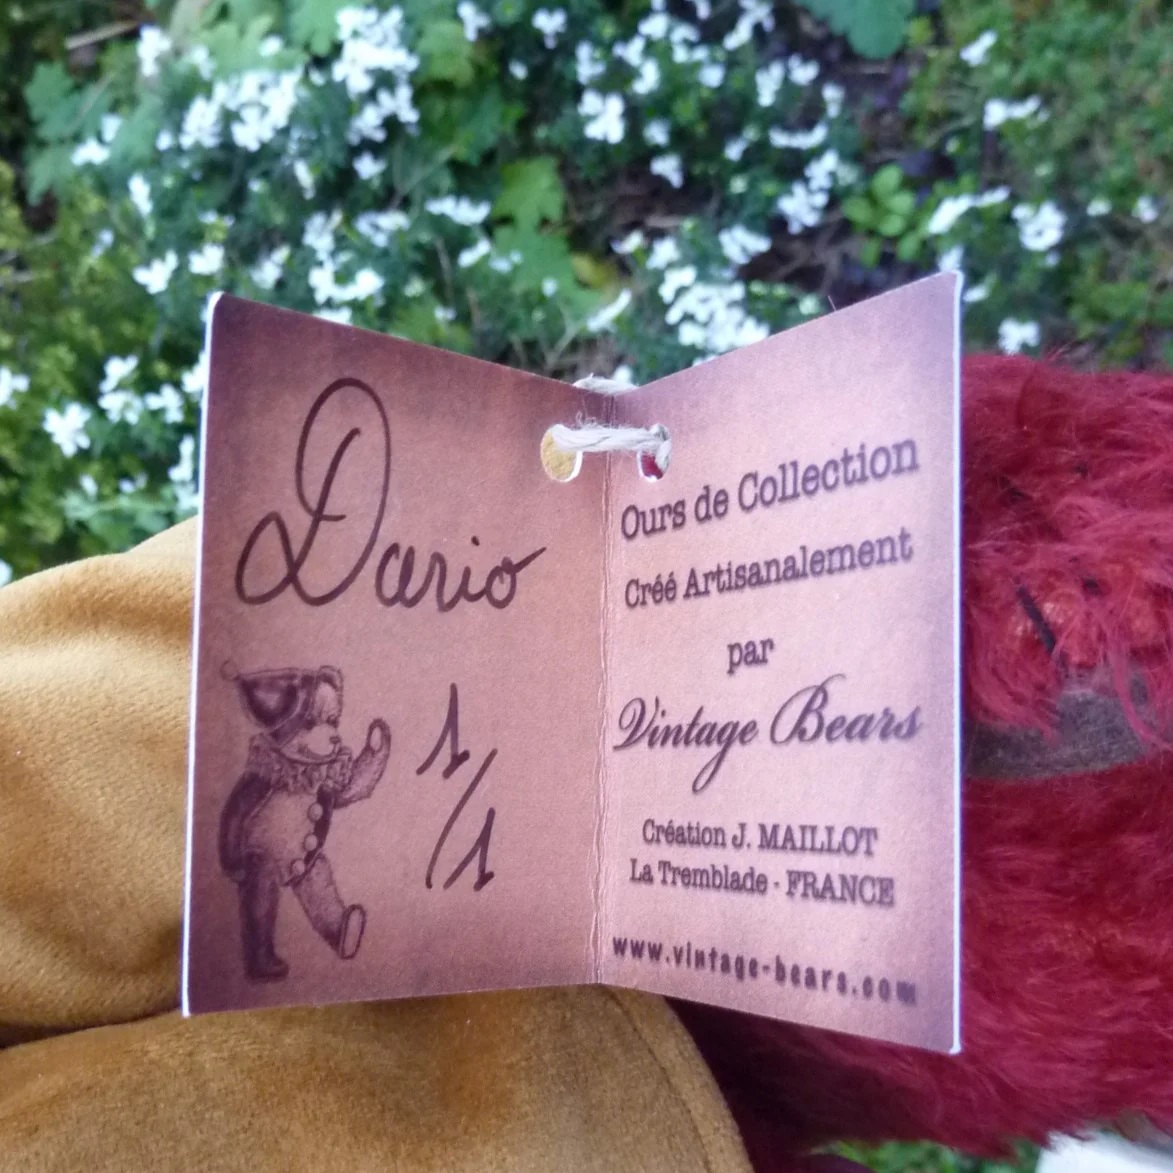 Dario
1/1
Ours de Collection
Créé Artisanalement
par
Vintage Bears
Création J. MAILLOT
La Tremblade - FRANCE
www.vintage-bears.com